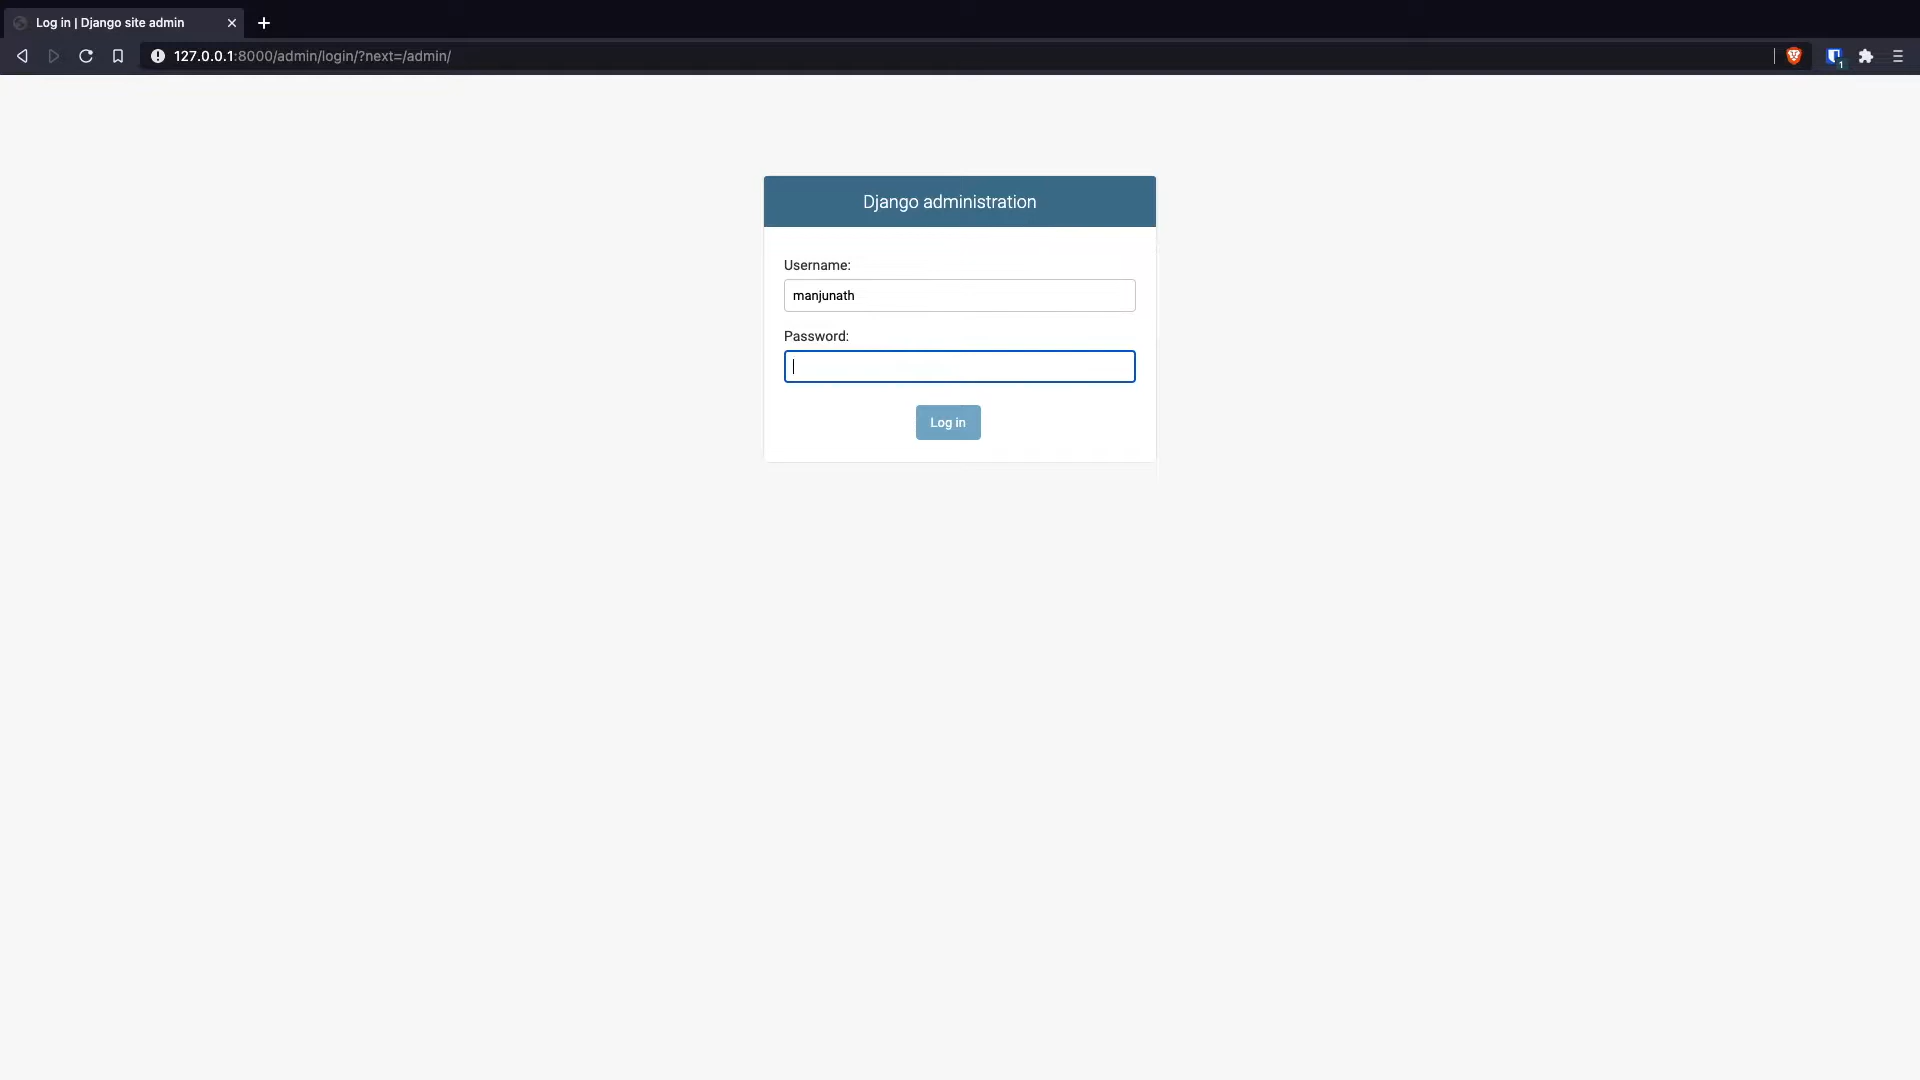 Log in | Django site admin
127.0.0.1:8000/admin/login/?next=/admin/
1
Django administration
Username:
manjunath
Password:
Log in